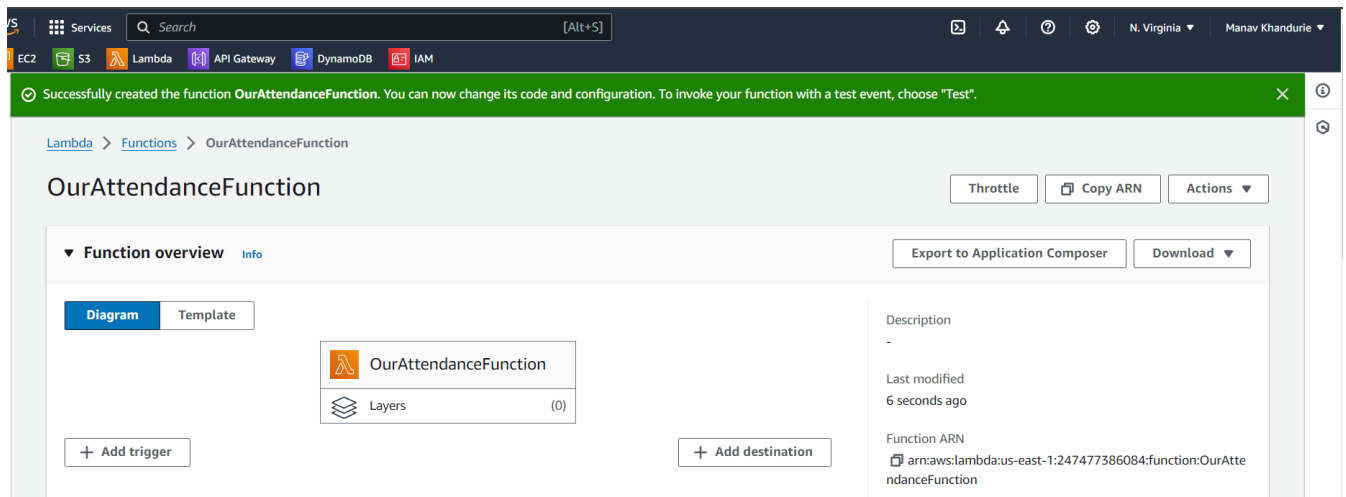 Services
Search
[Alt+S]
N. Virginia ▼
Manav Khandurie ▼
EC2
S3
Lambda
API Gateway
DynamoDB
IAM
Successfully created the function OurAttendanceFunction. You can now change its code and configuration. To invoke your function with a test event, choose "Test".
Lambda > Functions > OurAttendanceFunction
OurAttendanceFunction
Throttle
Copy ARN
Actions ▼
▼ Function overview
Info
Export to Application Composer
Download ▼
Diagram
Template
OurAttendanceFunction
Layers
(0)
+ Add trigger
+ Add destination
Description
-
Last modified
6 seconds ago
Function ARN
arn:aws:lambda:us-east-1:247477386084:function:OurAtte
ndanceFunction